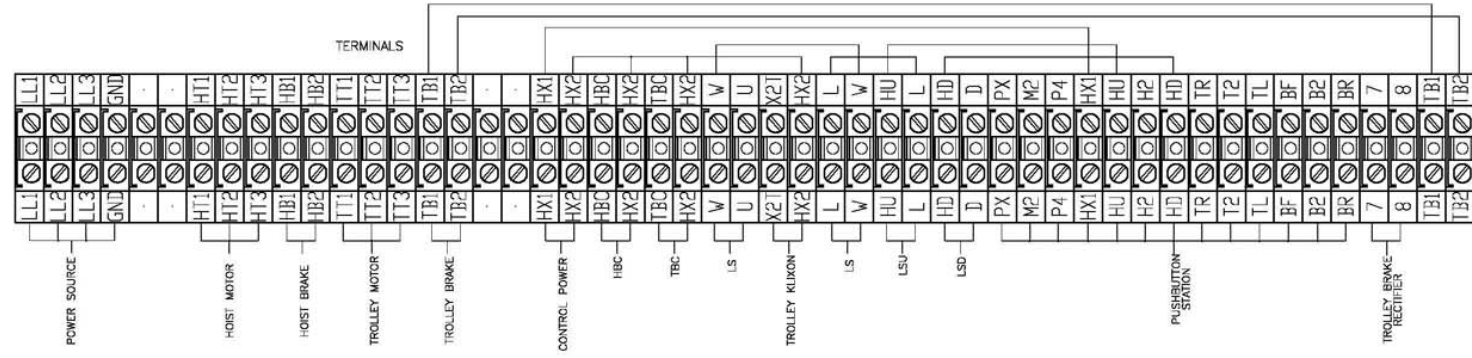 TERMINALS
LL1 LL2 LL3 GND . . HT1 HT2 HT3 HB1 HB2 TT1 TT2 TT3 TB1 TB2 . . HX1 HX2 HBC HX2 TBC HX2 W U X2T HX2 L W HU L HD D PX M2 P4 HX1 HU H2 HD TR T2 TL BF B2 BR 7 8 TB1 TB2
LL1 LL2 LL3 GND . . HT1 HT2 HT3 HB1 HB2 TT1 TT2 TT3 TB1 TB2 . . HX1 HX2 HBC HX2 TBC HX2 W U X2T HX2 L W HU L HD D PX M2 P4 HX1 HU H2 HD TR T2 TL BF B2 BR 7 8 TB1 TB2
POWER SOURCE
HOIST MOTOR
HOIST BRAKE
TROLLEY MOTOR
TROLLEY BRAKE
CONTROL POWER
HBC
TBC
LS
TROLLEY KLIXON
LS
LSU
LSD
PUSHBUTTON
STATION
TROLLEY BRAKE
RECTIFIER